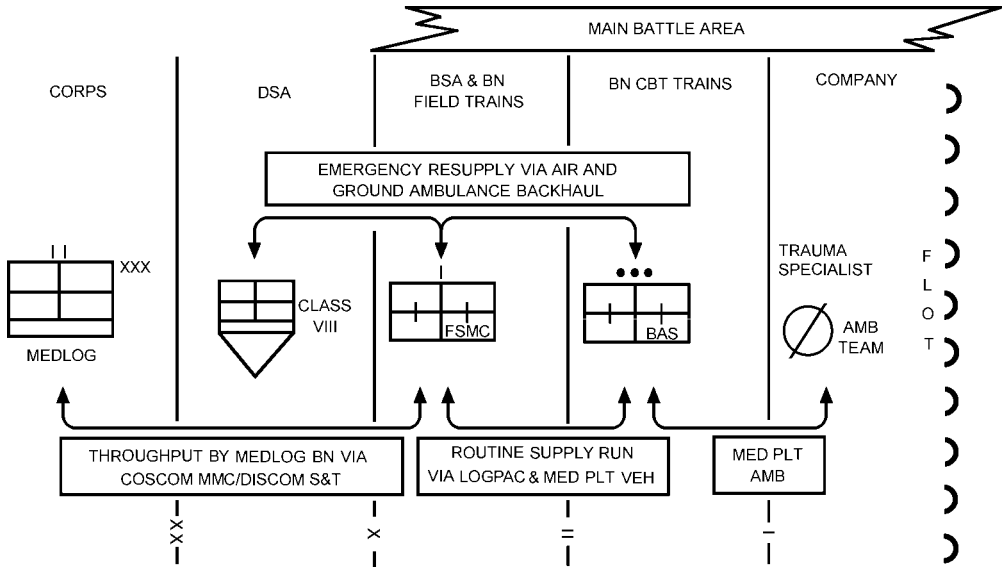 MAIN BATTLE AREA
CORPS
DSA
BSA & BN
FIELD TRAINS
BN CBT TRAINS
COMPANY
EMERGENCY RESUPPLY VIA AIR AND
GROUND AMBULANCE BACKHAUL
XXX
MEDLOG
CLASS
VIII
FSMC
BAS
TRAUMA
SPECIALIST
AMB
TEAM
F
L
O
T
THROUGHPUT BY MEDLOG BN VIA
COSCOM MMC/DISCOM S&T
ROUTINE SUPPLY RUN
VIA LOGPAC & MED PLT VEH
MED PLT
AMB
XX
X
II
I